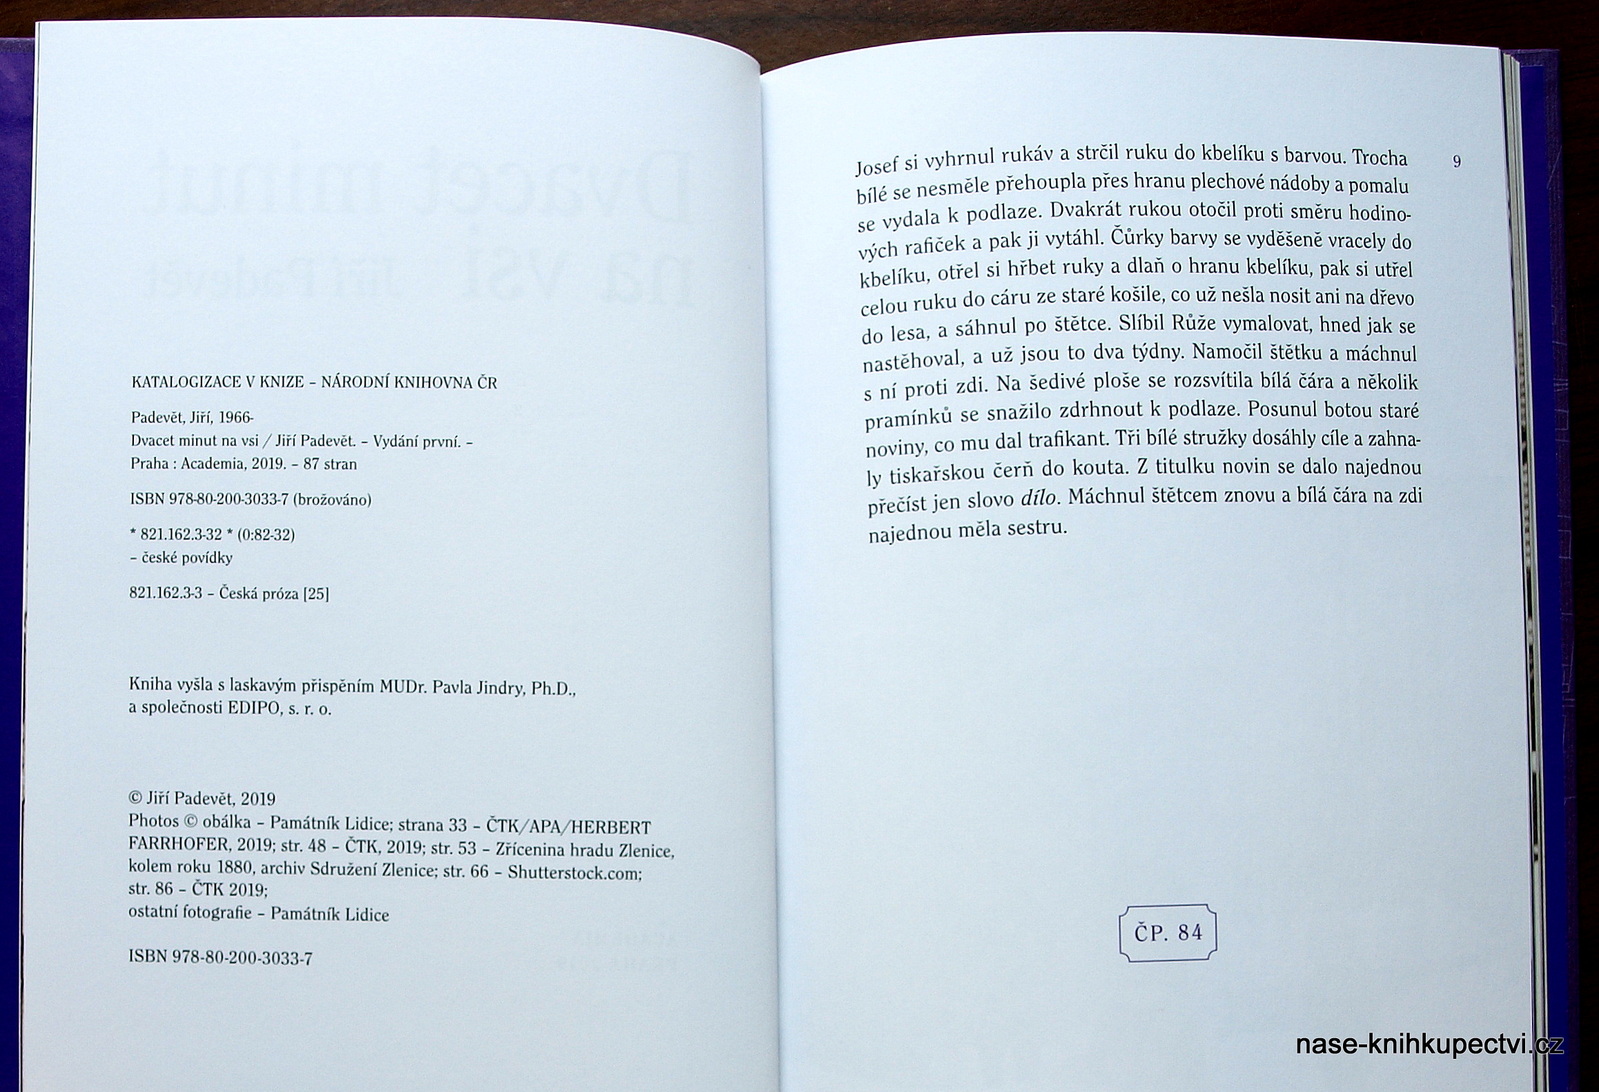 Dvacet minut
na vsi Jiří Padevět
KATALOGIZACE V KNIZE – NÁRODNÍ KNIHOVNA ČR
Padevět, Jiří, 1966-
Dvacet minut na vsi / Jiří Padevět. – Vydání první. –
Praha : Academia, 2019. – 87 stran
ISBN 978-80-200-3033-7 (brožováno)
* 821.162.3-32 * (0:82-32)
– české povídky
821.162.3-3 – Česká próza [25]
Kniha vyšla s laskavým přispěním MUDr. Pavla Jindry, Ph.D.,
a společnosti EDIPO, s. r. o.
© Jiří Padevět, 2019
Photos © obálka – Památník Lidice; strana 33 – ČTK/APA/HERBERT
FARRHOFER, 2019; str. 48 – ČTK, 2019; str. 53 – Zřícenina hradu Zlenice,
kolem roku 1880, archiv Sdružení Zlenice; str. 66 – Shutterstock.com;
str. 86 – ČTK 2019;
ostatní fotografie – Památník Lidice
ISBN 978-80-200-3033-7
Josef si vyhrnul rukáv a strčil ruku do kbelíku s barvou. Trocha
bílé se nesměle přehoupla přes hranu plechové nádoby a pomalu
se vydala k podlaze. Dvakrát rukou otočil proti směru hodino-
vých rafiček a pak ji vytáhl. Čůrky barvy se vyděšeně vracely do
kbelíku, otřel si hřbet ruky a dlaň o hranu kbelíku, pak si utřel
celou ruku do cáru ze staré košile, co už nešla nosit ani na dřevo
do lesa, a sáhnul po štětce. Slíbil Růže vymalovat, hned jak se
nastěhoval, a už jsou to dva týdny. Namočil štětku a máchnul
s ní proti zdi. Na šedivé ploše se rozsvítila bílá čára a několik
pramínků se snažilo zdrhnout k podlaze. Posunul botou staré
noviny, co mu dal trafikant. Tři bílé stružky dosáhly cíle a zahna-
ly tiskařskou čerň do kouta. Z titulku novin se dalo najednou
přečíst jen slovo dílo. Máchnul štětcem znovu a bílá čára na zdi
najednou měla sestru.
9
ČP. 84
nase-knihkupectvi.cz